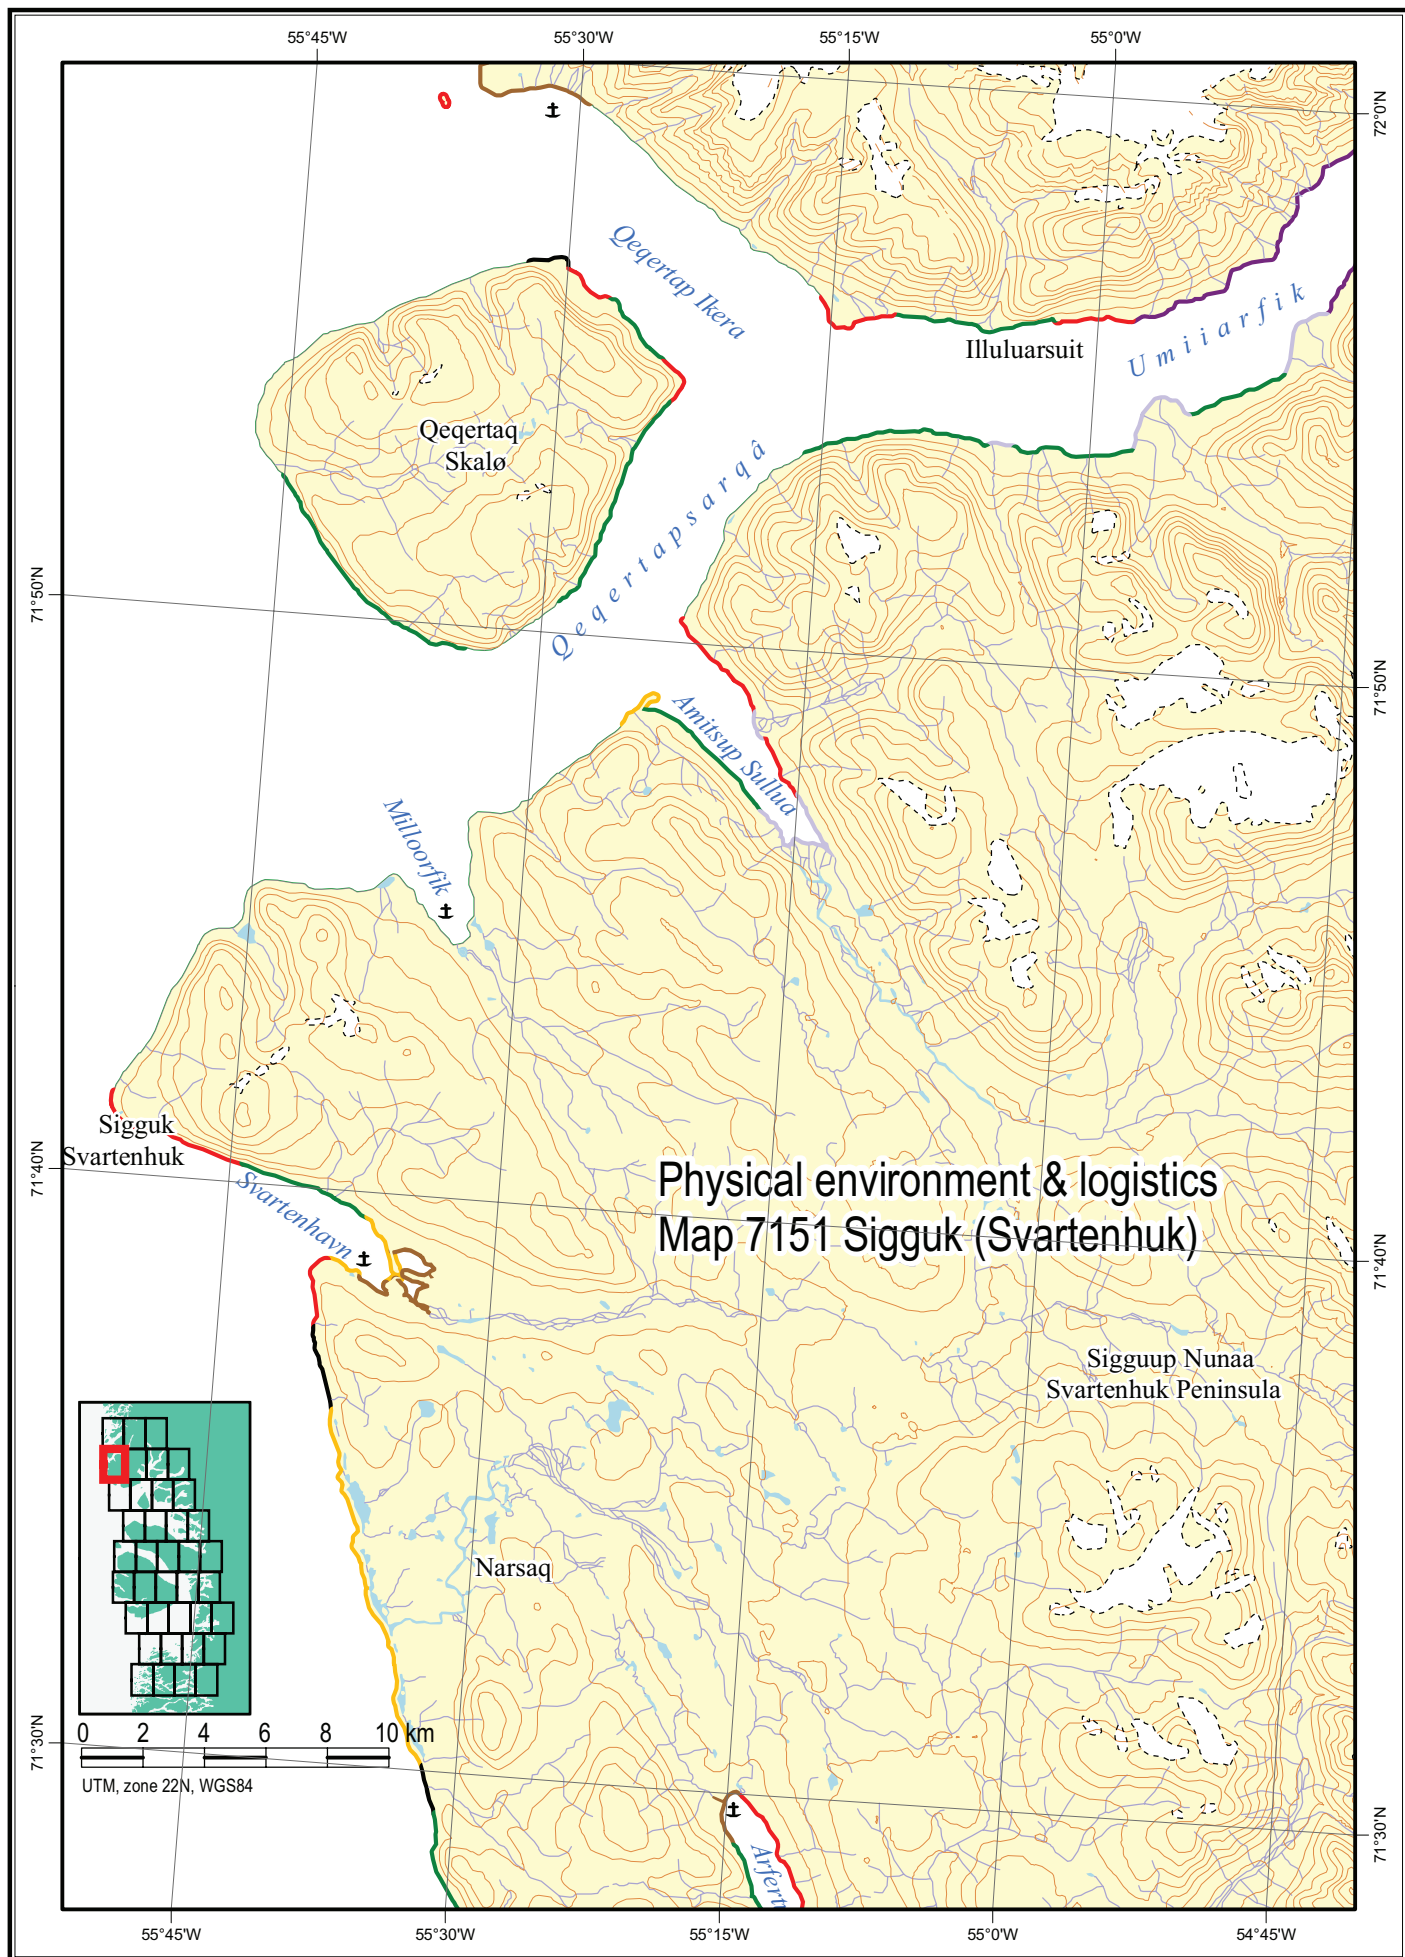 55°45'W
55°30'W
55°15'W
55°0'W
72°0'N
Qeqertap Ikera
Umiiarfik
Illuluarsuit
Qeqertaq
Skalø
Qeqertapsarqâ
71°50'N
71°50'N
Amitsup Sullua
Milloorfik
Sigguk
Svartenhuk
71°40'N
Physical environment & logistics
Map 7151 Sigguk (Svartenhuk)
Svartenhavn
71°40'N
Sigguup Nunaa
Svartenhuk Peninsula
Narsaq
0 2 4 6 8 10 km
UTM, zone 22N, WGS84
71°30'N
71°30'N
Arfert
55°45'W
55°30'W
55°15'W
55°0'W
54°45'W